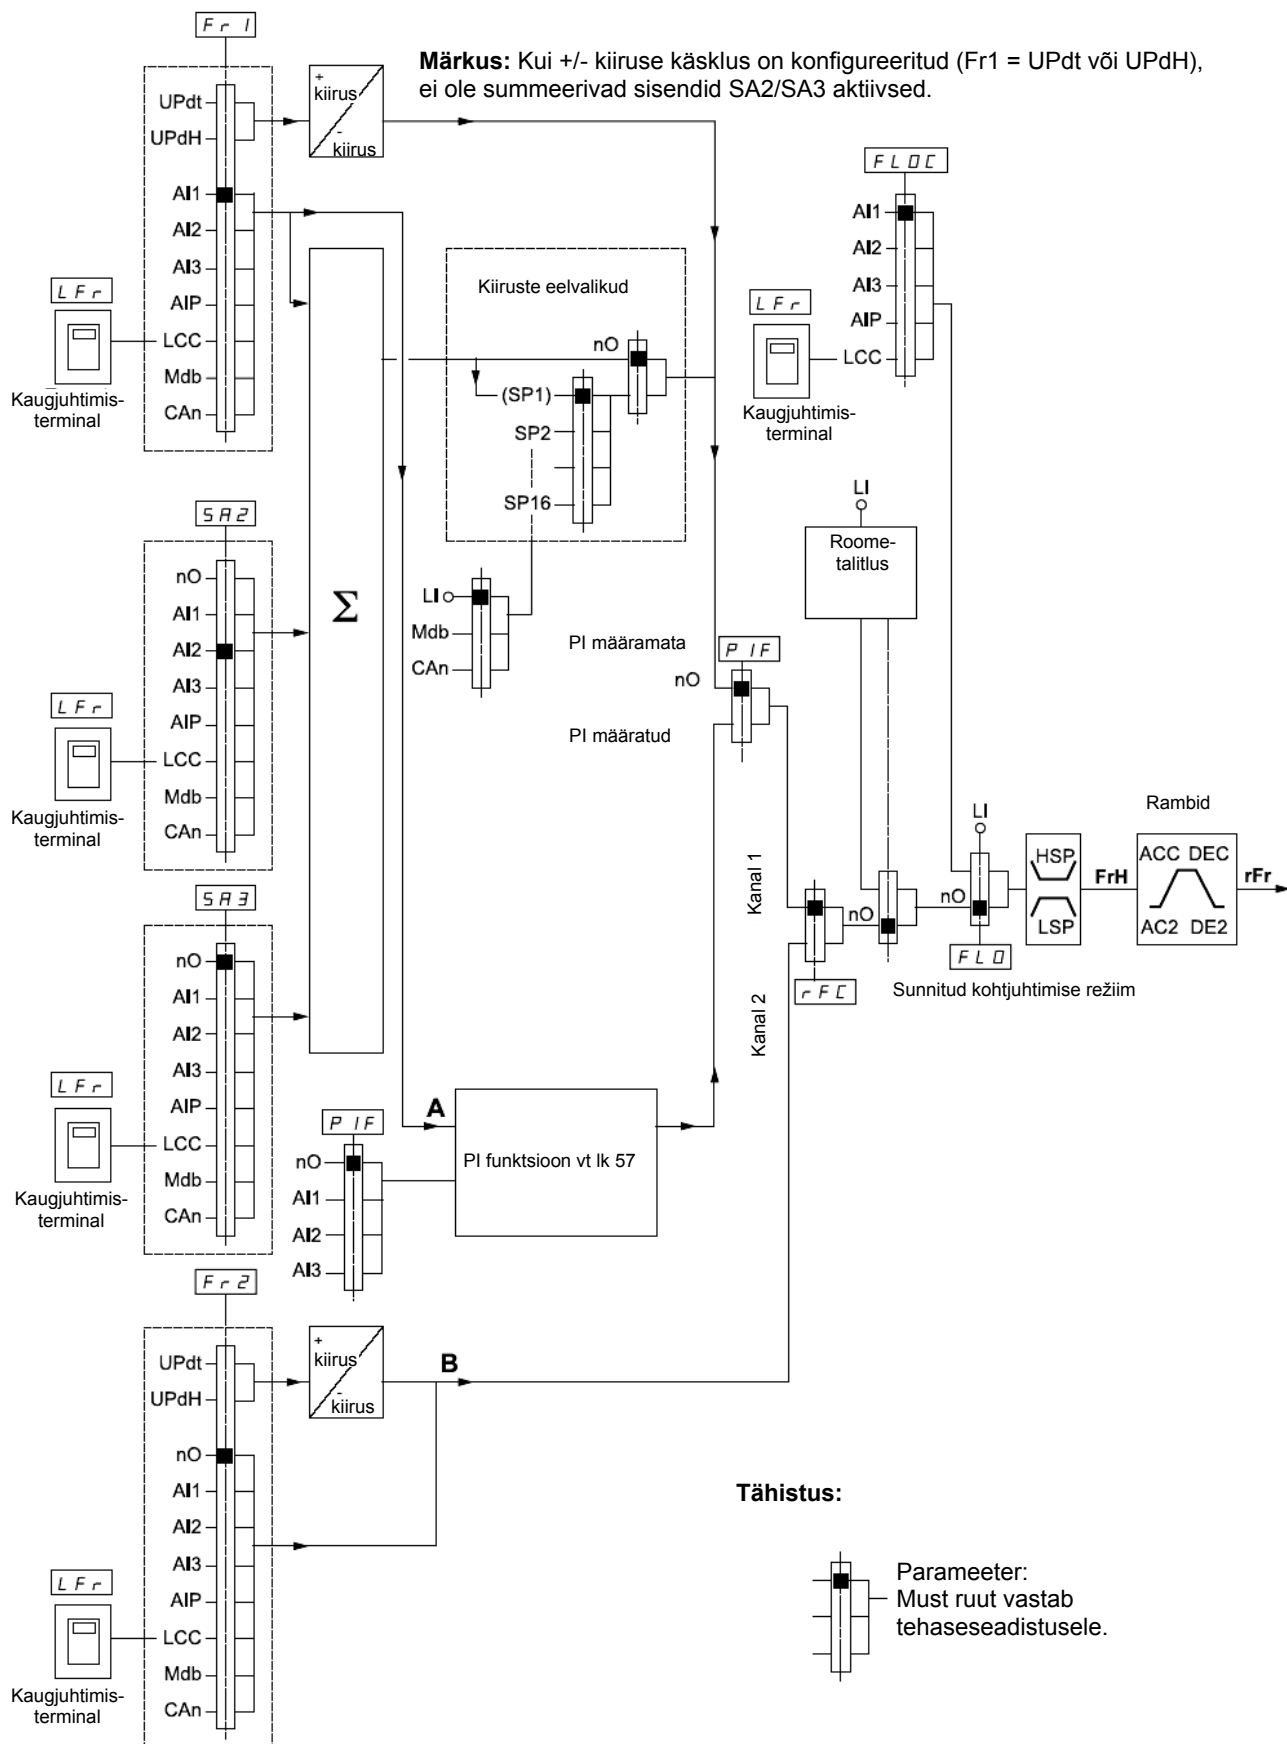 Fr1
Märkus: Kui +/- kiiruse käsklus on konfigureeritud (Fr1 = UPdt või UPdH),
ei ole summeerivad sisendid SA2/SA3 aktiivsed.
UPdt
UPdH
+
kiirus
-
kiirus
AI1
AI2
AI3
AIP
LCC
Mdb
CAn
LFr
Kaugjuhtimis-
terminal
Kiiruste eelvalikud
nO
(SP1)
SP2
SP16
FLOC
AI1
AI2
AI3
AIP
LCC
LFr
Kaugjuhtimis-
terminal
SA2
nO
AI1
AI2
AI3
AIP
LCC
Mdb
CAn
LFr
Kaugjuhtimis-
terminal
Σ
LI
Mdb
CAn
LI
Roome-
talitlus
PI määramata
PIF
nO
PI määratud
SA3
nO
AI1
AI2
AI3
AIP
LCC
Mdb
CAn
LFr
Kaugjuhtimis-
terminal
Kanal 1
Kanal 2
rFC
nO
LI
nO
FLO
Sunnitud kohtjuhtimise režiim
HSP
LSP
FrH
Rambid
ACC DEC
AC2 DE2
rFr
A
PIF
nO
AI1
AI2
AI3
PI funktsioon vt lk 57
Fr2
UPdt
UPdH
+
kiirus
-
kiirus
B
nO
AI1
AI2
AI3
AIP
LCC
Mdb
CAn
LFr
Kaugjuhtimis-
terminal
Tähistus:
Parameeter:
Must ruut vastab
tehaseseadistusele.